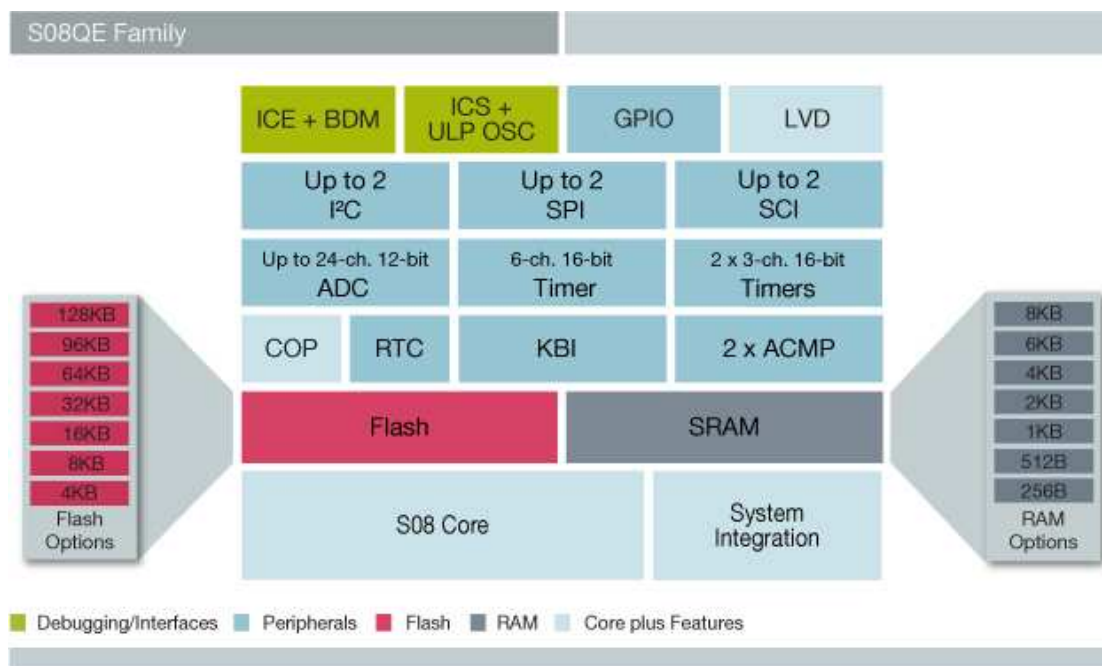 S08QE Family
ICE + BDM
ICS +
ULP OSC
GPIO
LVD
Up to 2
I²C
Up to 2
SPI
Up to 2
SCI
Up to 24-ch. 12-bit
ADC
6-ch. 16-bit
Timer
2 x 3-ch. 16-bit
Timers
COP
RTC
KBI
2 x ACMP
Flash
SRAM
S08 Core
System
Integration
128KB
96KB
64KB
32KB
16KB
8KB
4KB
Flash
Options
8KB
6KB
4KB
2KB
1KB
512B
256B
RAM
Options
Debugging/Interfaces
Peripherals
Flash
RAM
Core plus Features